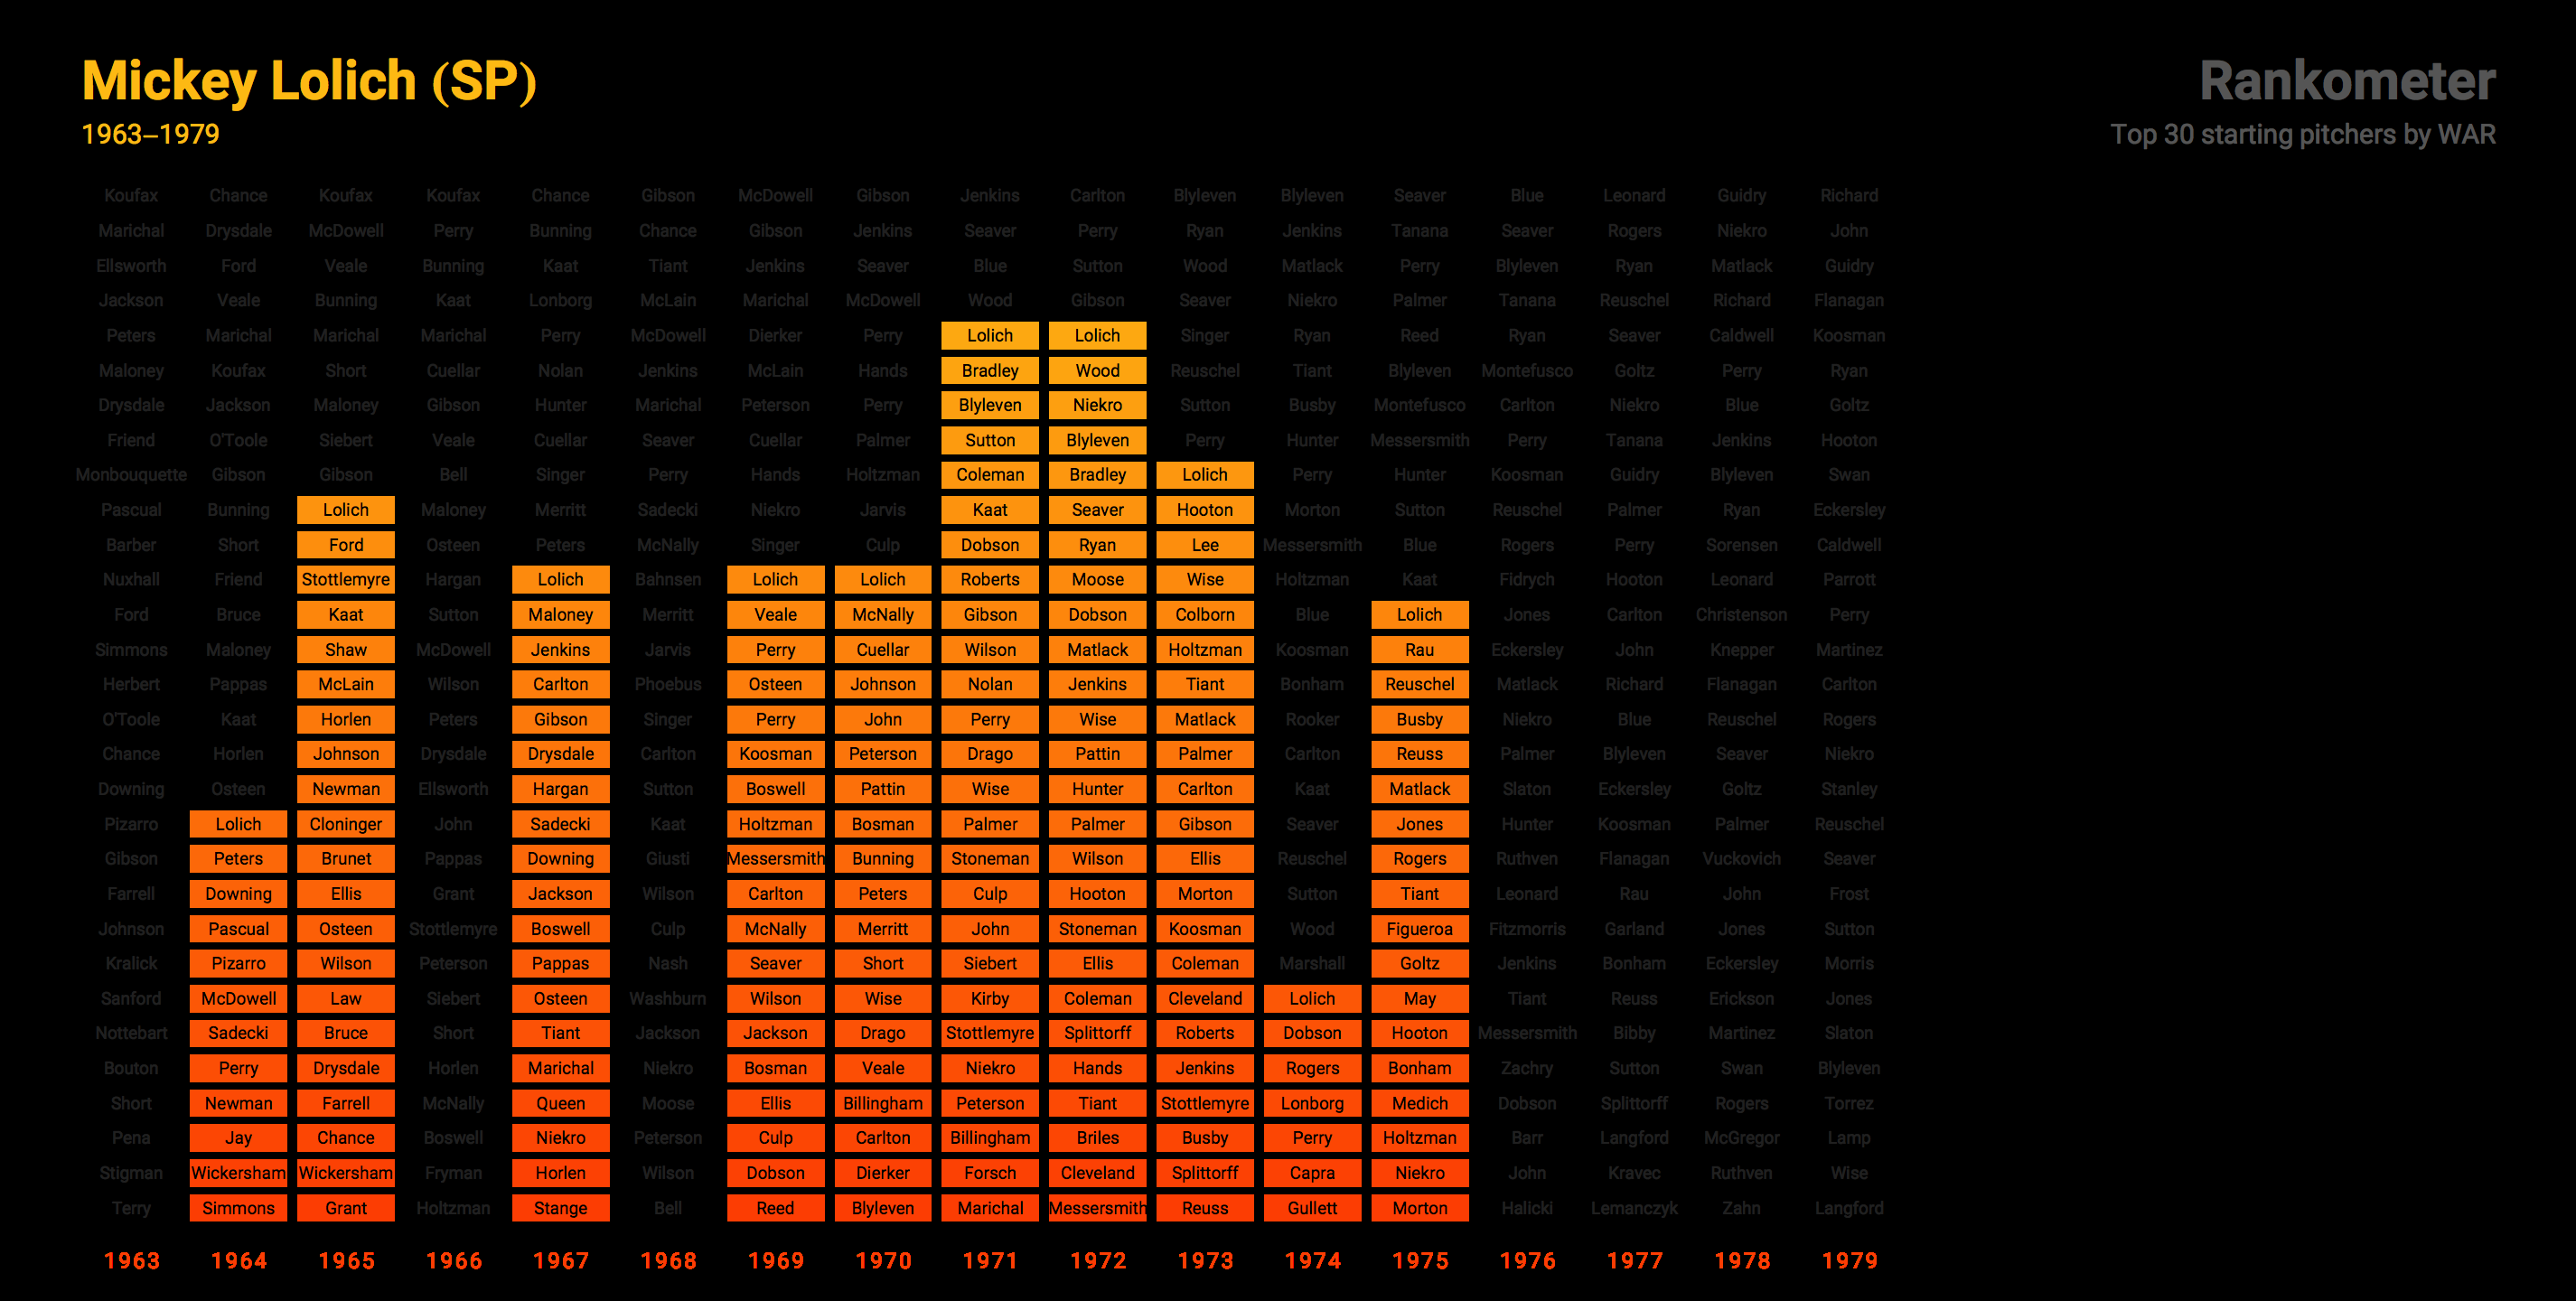 Mickey Lolich (SP)
1963–1979
Rankometer
Top 30 starting pitchers by WAR
Koufax Chance Koufax Koufax Chance Gibson McDowell Gibson Jenkins Carlton Blyleven Blyleven Seaver Blue Leonard Guidry Richard
Marichal Drysdale McDowell Perry Bunning Chance Gibson Jenkins Seaver Perry Ryan Jenkins Tanana Seaver Rogers Niekro John
Ellsworth Ford Veale Bunning Kaat Tiant Jenkins Seaver Blue Sutton Wood Matlack Perry Blyleven Ryan Matlack Guidry
Jackson Veale Bunning Kaat Lonborg McLain Marichal McDowell Wood Gibson Seaver Niekro Palmer Tanana Reuschel Richard Flanagan
Peters Marichal Marichal Marichal Perry McDowell Dierker Perry Lolich Lolich Singer Ryan Reed Ryan Seaver Caldwell Koosman
Maloney Koufax Short Cuellar Nolan Jenkins McLain Hands Bradley Wood Reuschel Tiant Blyleven Montefusco Goltz Perry Ryan
Drysdale Jackson Maloney Gibson Hunter Marichal Peterson Perry Blyleven Niekro Sutton Busby Montefusco Carlton Niekro Blue Goltz
Friend O'Toole Siebert Veale Cuellar Seaver Cuellar Palmer Sutton Blyleven Perry Hunter Messersmith Perry Tanana Jenkins Hooton
Monbouquette Gibson Gibson Bell Singer Perry Hands Holtzman Coleman Bradley Lolich Perry Hunter Koosman Guidry Blyleven Swan
Pascual Bunning Lolich Maloney Merritt Sadecki Niekro Jarvis Kaat Seaver Hooton Morton Sutton Reuschel Palmer Ryan Eckersley
Barber Short Ford Osteen Peters McNally Singer Culp Dobson Ryan Lee Messersmith Blue Rogers Perry Sorensen Caldwell
Nuxhall Friend Stottlemyre Hargan Lolich Bahnsen Lolich Lolich Roberts Moose Wise Holtzman Kaat Fidrych Hooton Leonard Parrott
Ford Bruce Kaat Sutton Maloney Merritt Veale McNally Gibson Dobson Colborn Blue Lolich Jones Carlton Christenson Perry
Simmons Maloney Shaw McDowell Jenkins Jarvis Perry Cuellar Wilson Matlack Holtzman Koosman Rau Eckersley John Knepper Martinez
Herbert Pappas McLain Wilson Carlton Phoebus Osteen Johnson Nolan Jenkins Tiant Bonham Reuschel Matlack Richard Flanagan Carlton
O'Toole Kaat Horlen Peters Gibson Singer Perry John Perry Wise Matlack Rooker Busby Niekro Blue Reuschel Rogers
Chance Horlen Johnson Drysdale Drysdale Carlton Koosman Peterson Drago Pattin Palmer Carlton Reuss Palmer Blyleven Seaver Niekro
Downing Osteen Newman Ellsworth Hargan Sutton Boswell Pattin Wise Hunter Carlton Kaat Matlack Slaton Eckersley Goltz Stanley
Pizarro Lolich Cloninger John Sadecki Kaat Holtzman Bosman Palmer Palmer Gibson Seaver Jones Hunter Koosman Palmer Reuschel
Gibson Peters Brunet Pappas Downing Giusti Messersmith Bunning Stoneman Wilson Ellis Reuschel Rogers Ruthven Flanagan Vuckovich Seaver
Farrell Downing Ellis Grant Jackson Wilson Carlton Peters Culp Hooton Morton Sutton Tiant Leonard Rau John Frost
Johnson Pascual Osteen Stottlemyre Boswell Culp McNally Merritt John Stoneman Koosman Wood Figueroa Fitzmorris Garland Jones Sutton
Kralick Pizarro Wilson Peterson Pappas Nash Seaver Short Siebert Ellis Coleman Marshall Goltz Jenkins Bonham Eckersley Morris
Sanford McDowell Law Siebert Osteen Washburn Wilson Wise Kirby Coleman Cleveland Lolich May Tiant Reuss Erickson Jones
Nottebart Sadecki Bruce Short Tiant Jackson Jackson Drago Stottlemyre Splittorff Roberts Dobson Hooton Messersmith Bibby Martinez Slaton
Bouton Perry Drysdale Horlen Marichal Niekro Bosman Veale Niekro Hands Jenkins Rogers Bonham Zachry Sutton Swan Blyleven
Short Newman Farrell McNally Queen Moose Ellis Billingham Peterson Tiant Stottlemyre Lonborg Medich Dobson Splittorff Rogers Torrez
Pena Jay Chance Boswell Niekro Peterson Culp Carlton Billingham Briles Busby Perry Holtzman Barr Langford McGregor Lamp
Stigman Wickersham Wickersham Fryman Horlen Wilson Dobson Dierker Forsch Cleveland Splittorff Capra Niekro John Kravec Ruthven Wise
Terry Simmons Grant Holtzman Stange Bell Reed Blyleven Marichal Messersmith Reuss Gullett Morton Halicki Lemanczyk Zahn Langford
1963 1964 1965 1966 1967 1968 1969 1970 1971 1972 1973 1974 1975 1976 1977 1978 1979